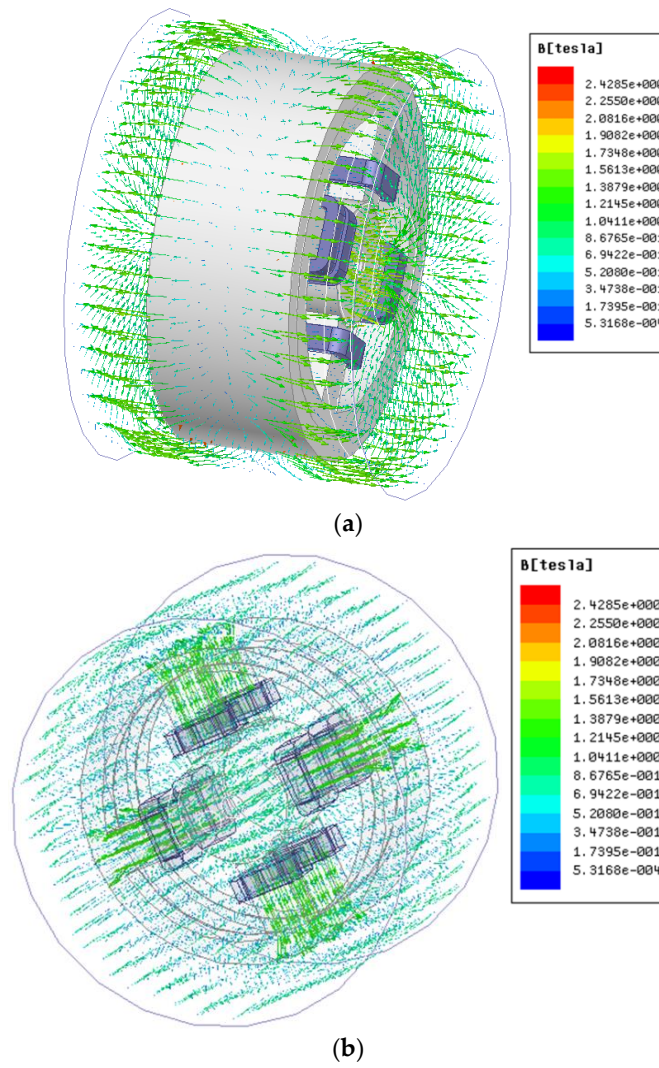 B[tesla]
2.4285e+000
2.2550e+000
2.0816e+000
1.9082e+000
1.7348e+000
1.5613e+000
1.3879e+000
1.2145e+000
1.0411e+000
8.6765e-001
6.9422e-001
5.2080e-001
3.4738e-001
1.7395e-001
5.3168e-004
(a)
B[tesla]
2.4285e+000
2.2550e+000
2.0816e+000
1.9082e+000
1.7348e+000
1.5613e+000
1.3879e+000
1.2145e+000
1.0411e+000
8.6765e-001
6.9422e-001
5.2080e-001
3.4738e-001
1.7395e-001
5.3168e-004
(b)